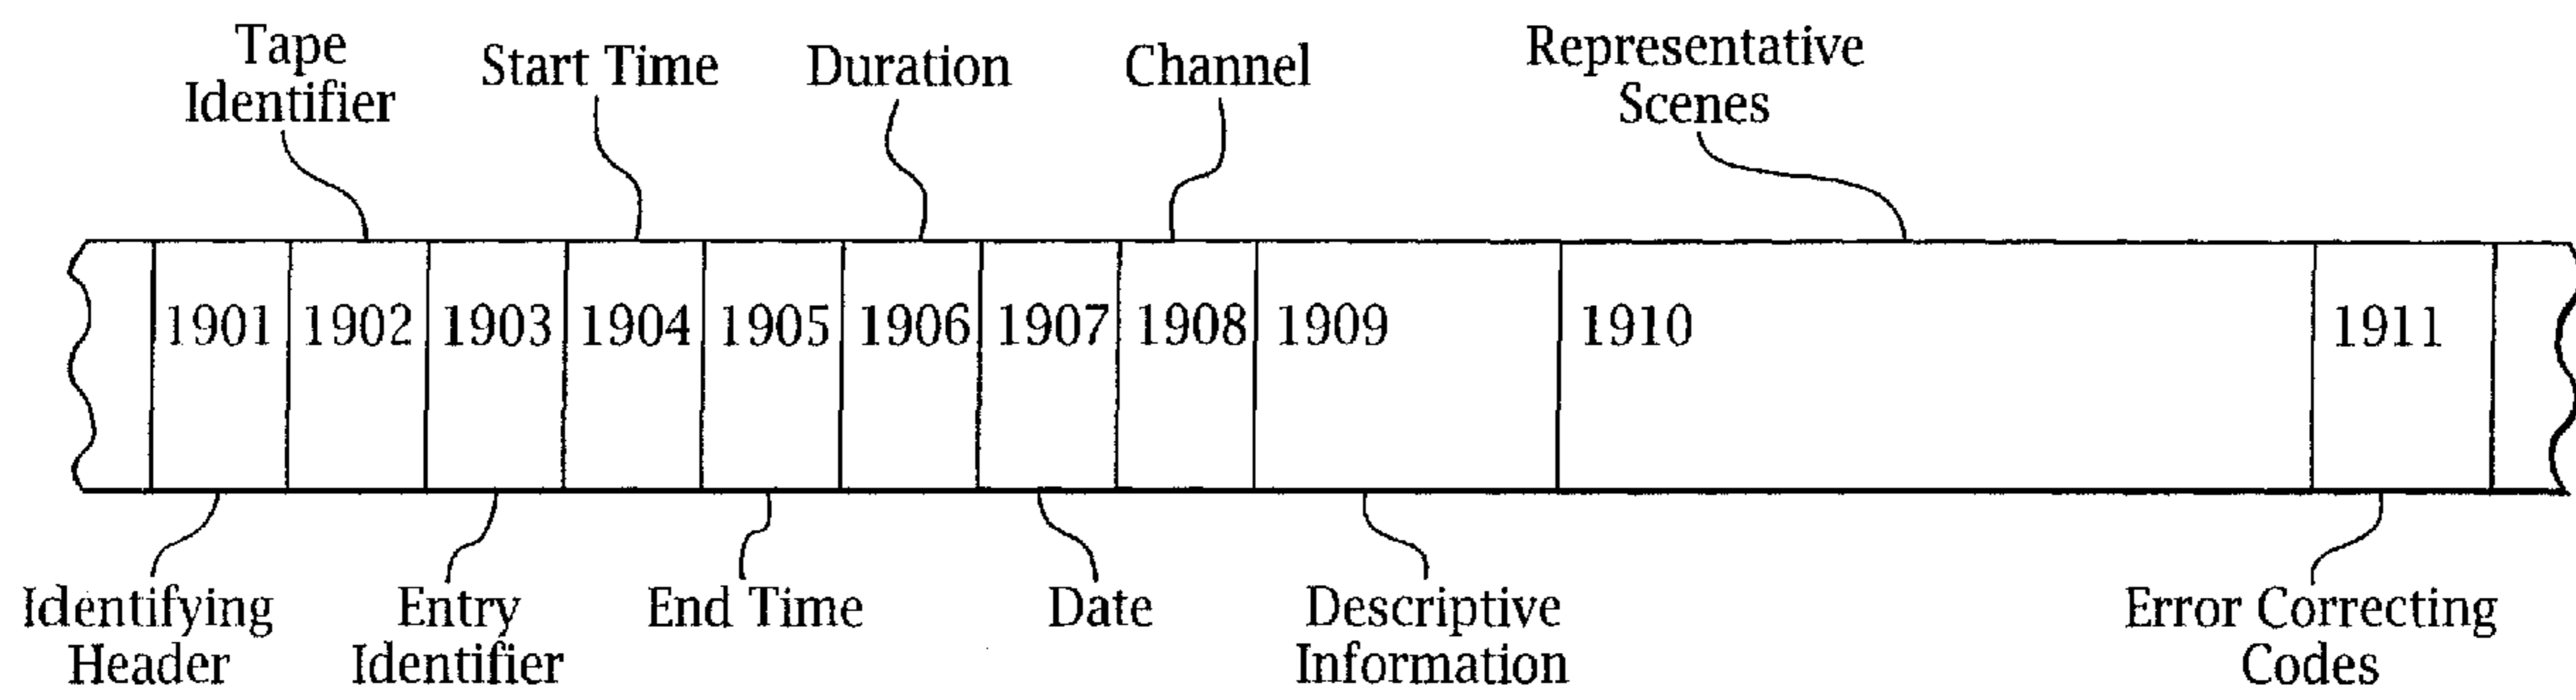 Tape
Identifier
Start Time
Duration
Channel
Representative
Scenes
1901 1902 1903 1904 1905 1906 1907 1908 1909 1910 1911
Identifying
Header
Entry
Identifier
End Time
Date
Descriptive
Information
Error Correcting
Codes